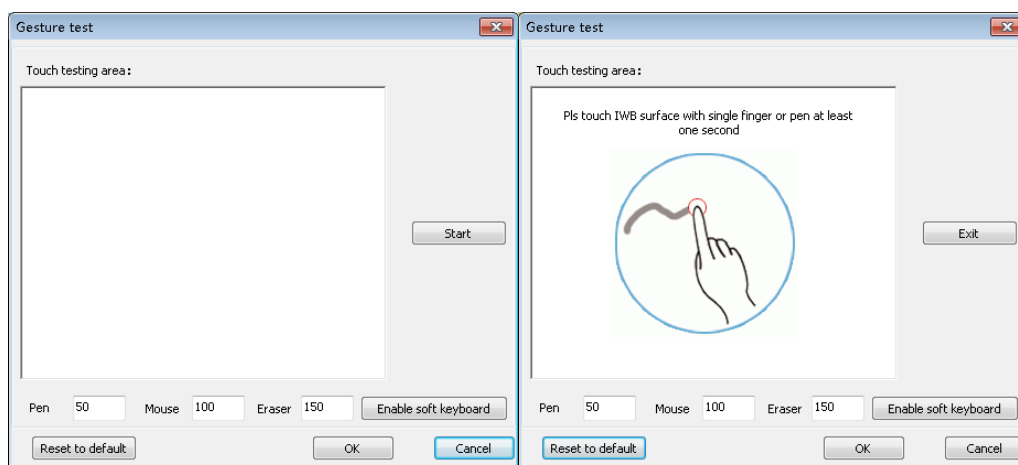 Gesture test
Touch testing area:
Start
Pen 50 Mouse 100 Eraser 150 Enable soft keyboard
Reset to default OK Cancel
Gesture test
Touch testing area:
Pls touch IWB surface with single finger or pen at least
one second
Exit
Pen 50 Mouse 100 Eraser 150 Enable soft keyboard
Reset to default OK Cancel